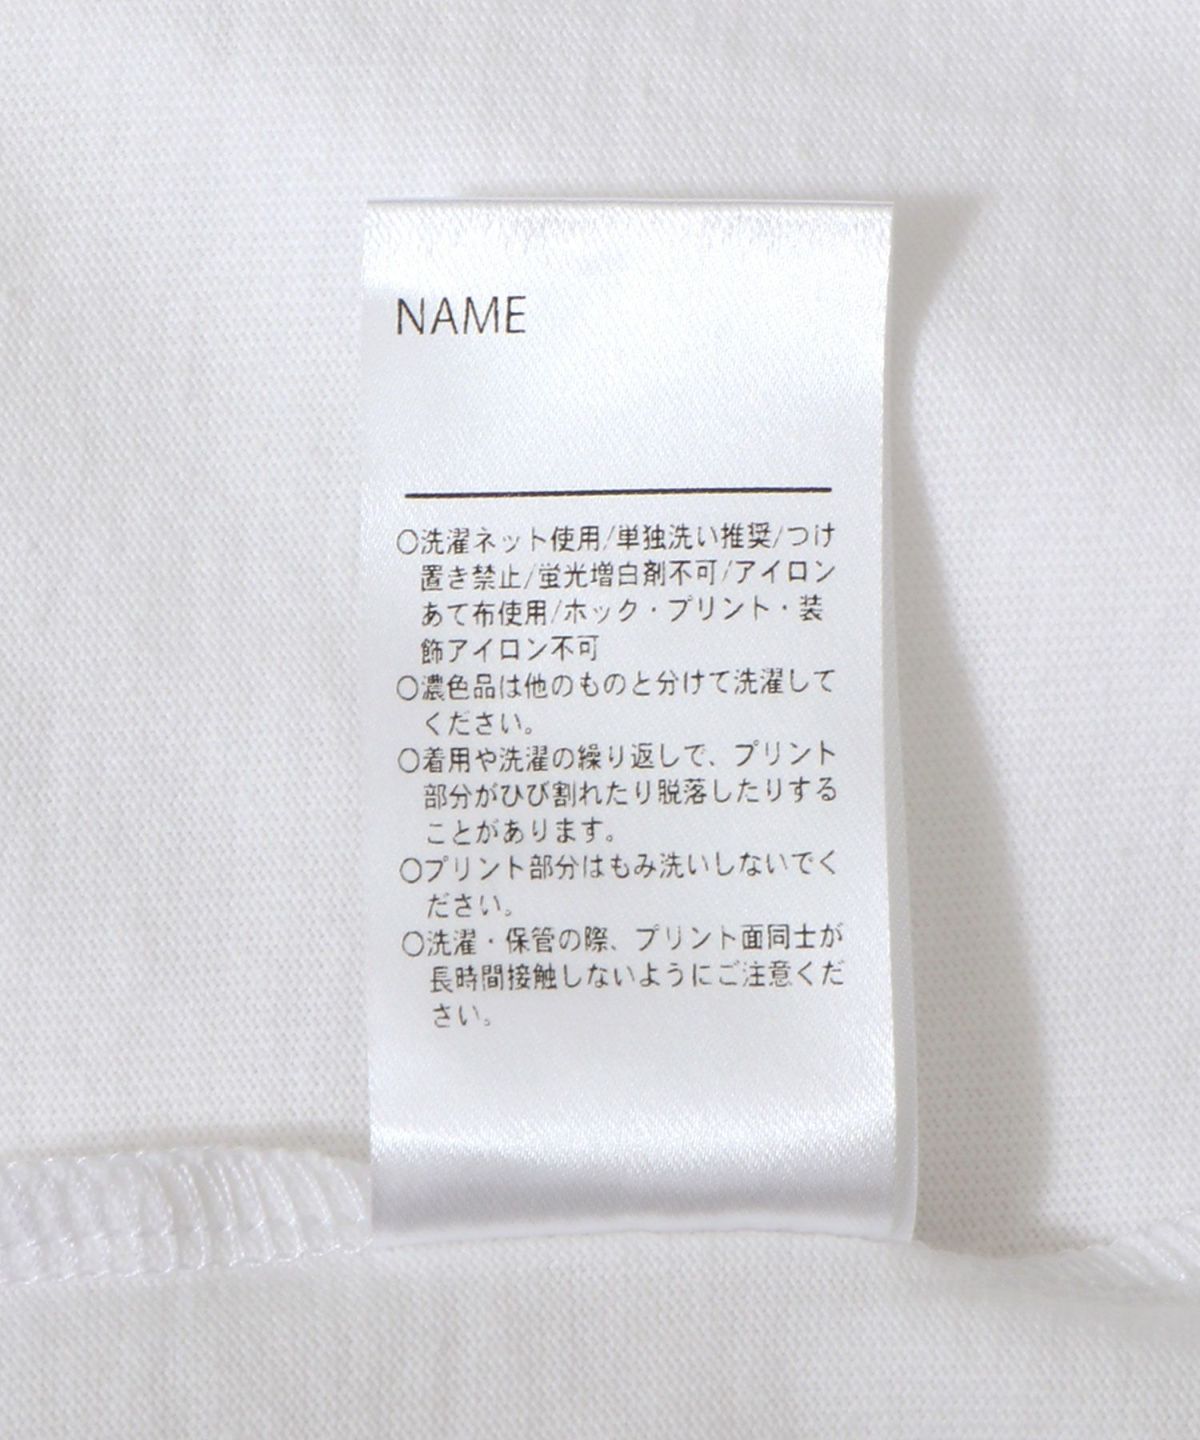 NAME
○洗濯ネット使用/単独洗い推奨/つけ
置き禁止/蛍光増白剤不可/アイロン
あて布使用/ホック・プリント・装
飾アイロン不可
○濃色品は他のものと分けて洗濯して
ください。
○着用や洗濯の繰り返しで、プリント
部分がひび割れたり脱落したりする
ことがあります。
○プリント部分はもみ洗いしないでく
ださい。
○洗濯・保管の際、プリント面同士が
長時間接触しないようにご注意くだ
さい。